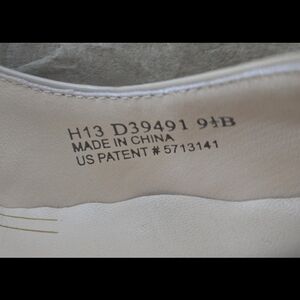 H13 D39491 9½B
MADE IN CHINA
US PATENT # 5713141